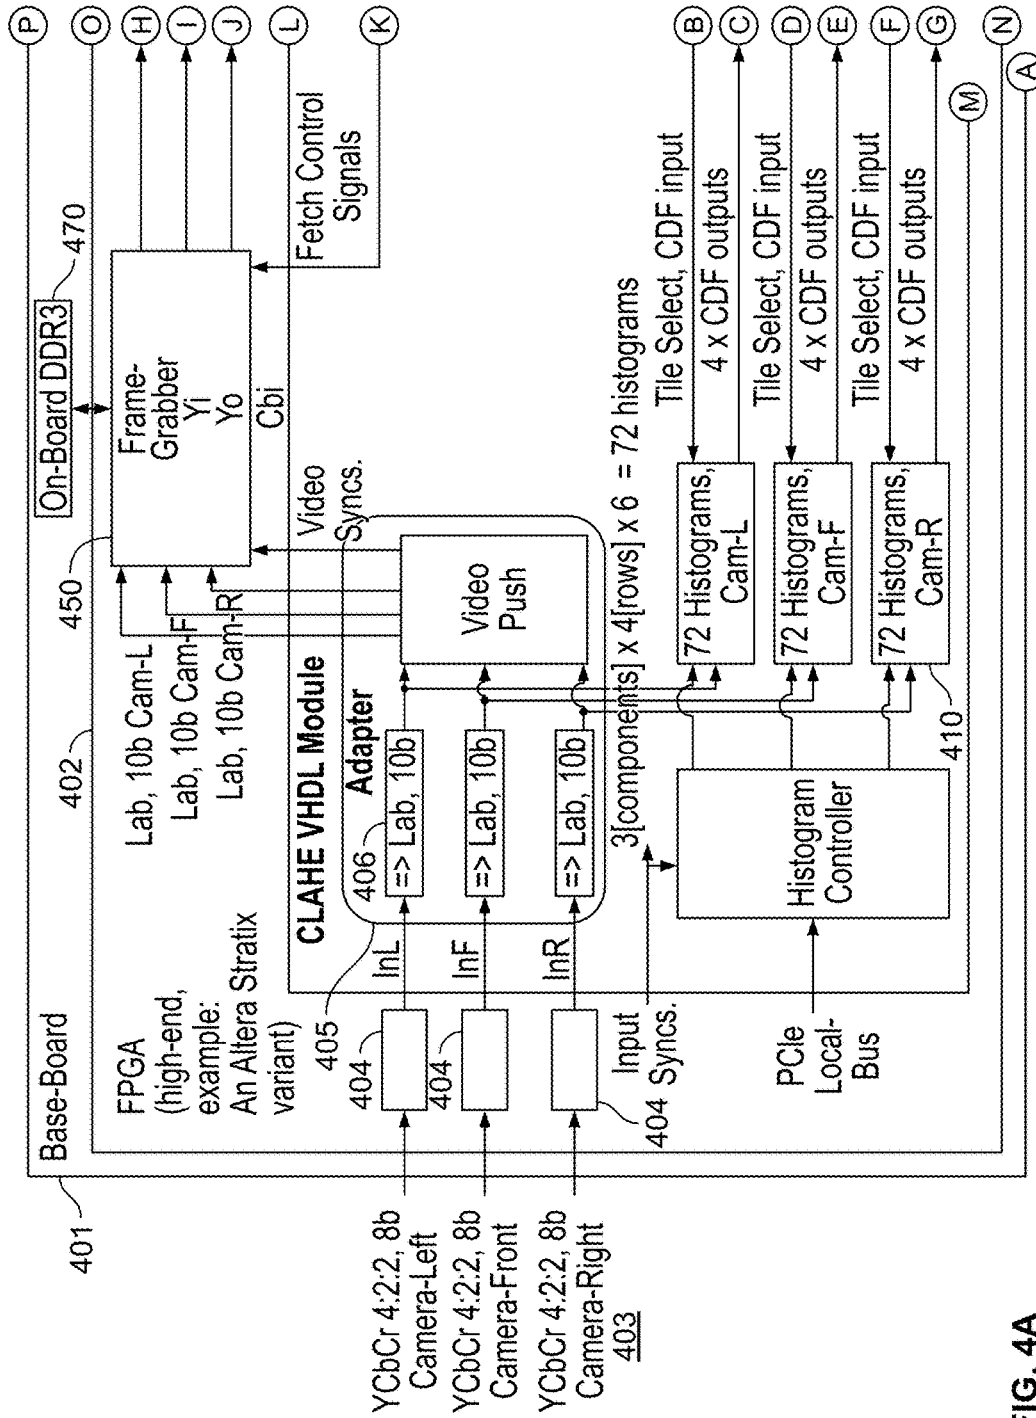 Base-Board
401
402
FPGA
(high-end,
example:
An Altera Stratix
variant)
YCbCr 4:2:2, 8b
Camera-Left
YCbCr 4:2:2, 8b
Camera-Front
YCbCr 4:2:2, 8b
Camera-Right
403
404
404
404
405
InL
InF
InR
CLAHE VHDL Module
Adapter
406
=> Lab, 10b
=> Lab, 10b
=> Lab, 10b
Video
Push
Video
Syncs.
Lab, 10b Cam-L
Lab, 10b Cam-F
Lab, 10b Cam-R
450
Frame-
Grabber
Yi
Yo
Cbi
On-Board DDR3
470
Fetch Control
Signals
Input
Syncs.
PCIe
Local-
Bus
Histogram
Controller
3[components] x 4[rows] x 6 = 72 histograms
72 Histograms,
Cam-L
72 Histograms,
Cam-F
72 Histograms,
Cam-R
410
Tile Select, CDF input
4 x CDF outputs
Tile Select, CDF input
4 x CDF outputs
Tile Select, CDF input
4 x CDF outputs
P
O
H
I
J
L
K
B
C
D
E
F
G
N
M
A
FIG. 4A